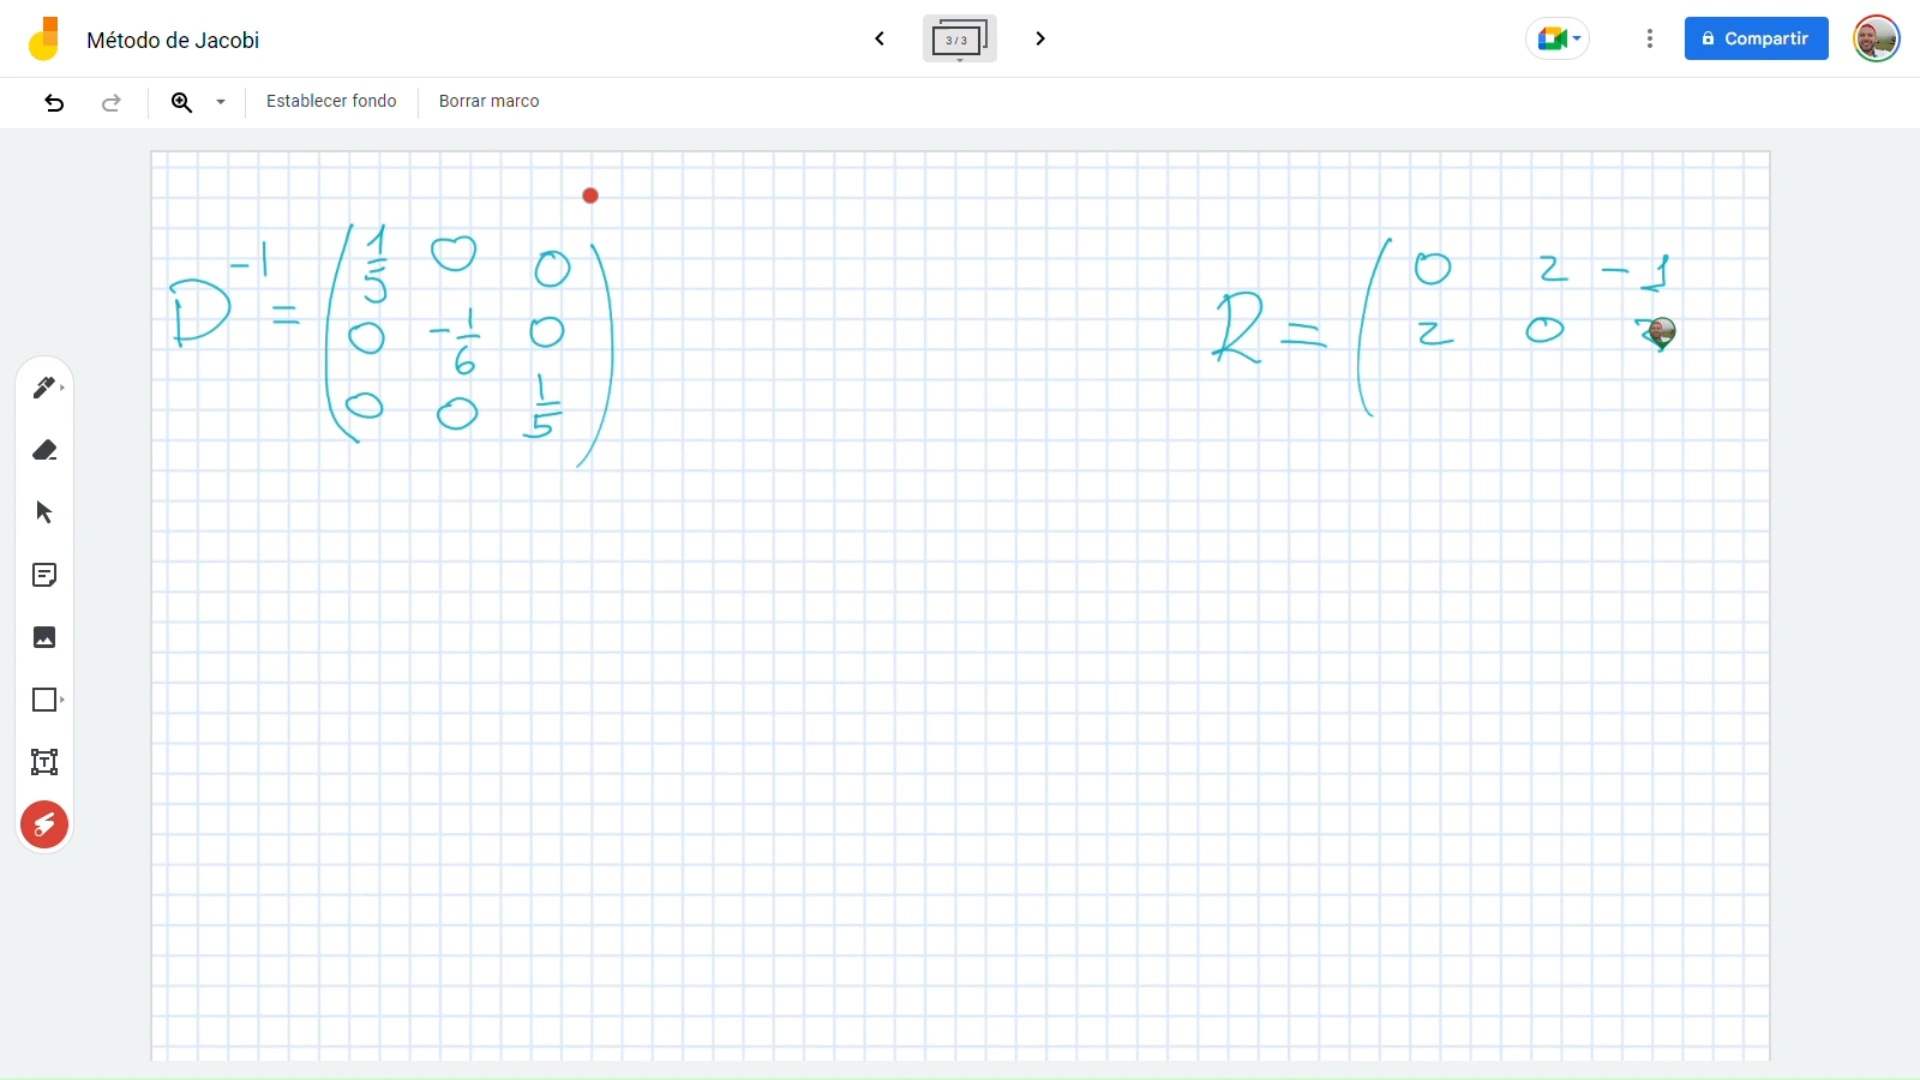 Método de Jacobi
3 / 3
Compartir
Establecer fondo
Borrar marco
D⁻¹ = ( 1/5 0 0
0 -1/6 0
0 0 1/5 )
R = ( 0 2 -1
2 0